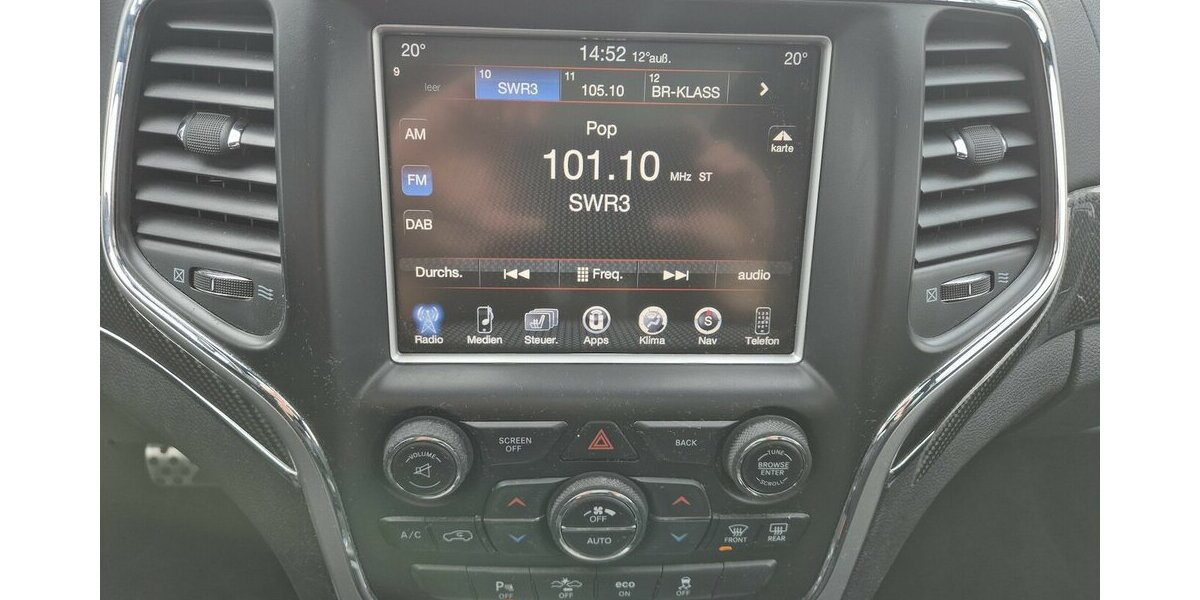 20° 14:52 12°auß. 20°
9 leer 10 SWR3 11 105.10 12 BR-KLASS
AM Pop karte
FM 101.10 MHz ST
DAB SWR3
Durchs. Freq. audio
Radio Medien Steuer. Apps Klima Nav Telefon
VOLUME SCREEN OFF BACK TUNE BROWSE ENTER SCROLL
OFF
A/C AUTO FRONT REAR
P OFF OFF eco ON OFF